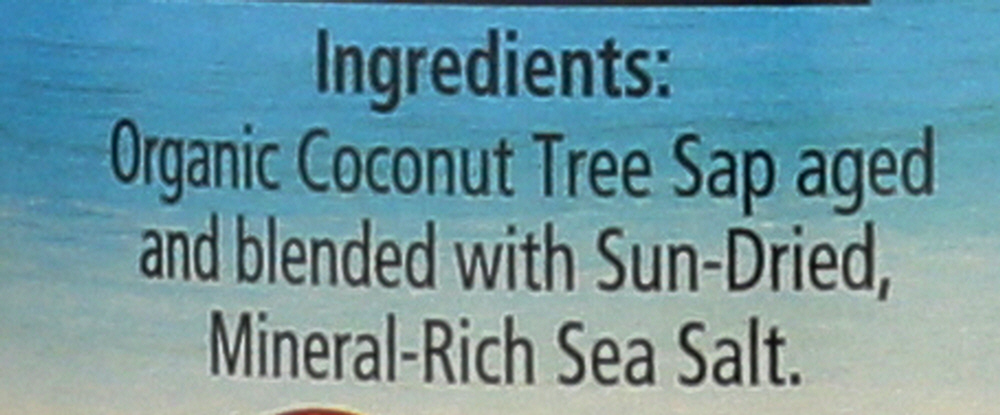 Ingredients:
Organic Coconut Tree Sap aged
and blended with Sun-Dried,
Mineral-Rich Sea Salt.